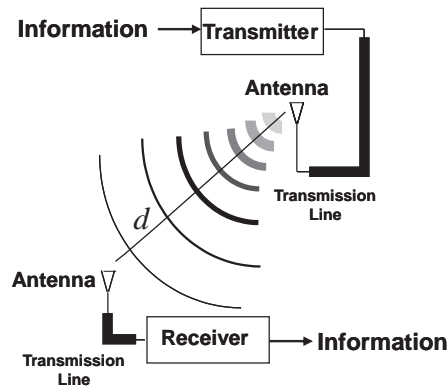 Information
Transmitter
Antenna
Transmission
Line
d
Antenna
Receiver
Information
Transmission
Line